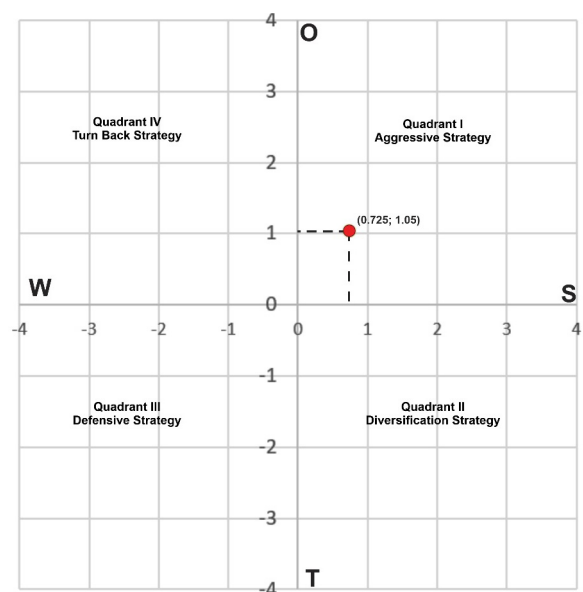 4
O
3
Quadrant IV
Turn Back Strategy
Quadrant I
Aggressive Strategy
2
(0.725; 1.05)
1
W
0
S
-4 -3 -2 -1 0 1 2 3 4
-1
Quadrant III
Defensive Strategy
Quadrant II
Diversification Strategy
-2
-3
T
-4